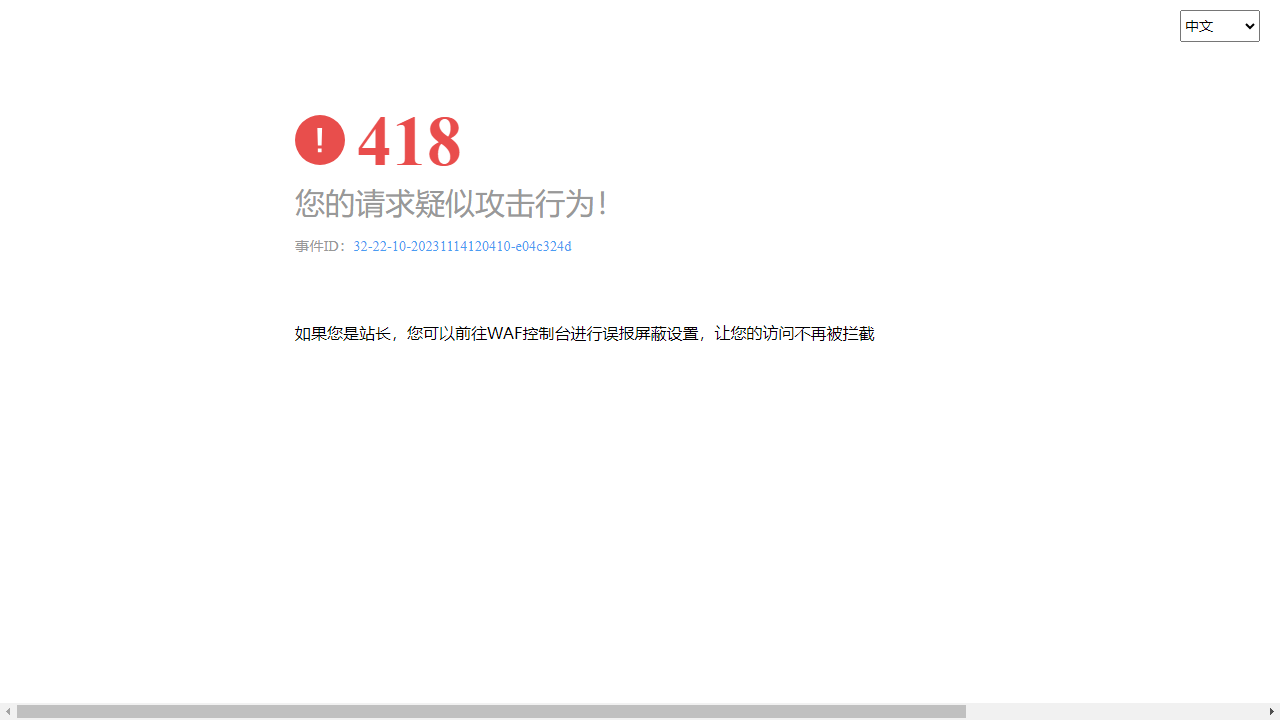 中文
! 418
您的请求疑似攻击行为！
事件ID：32-22-10-20231114120410-e04c324d
如果您是站长，您可以前往WAF控制台进行误报屏蔽设置，让您的访问不再被拦截